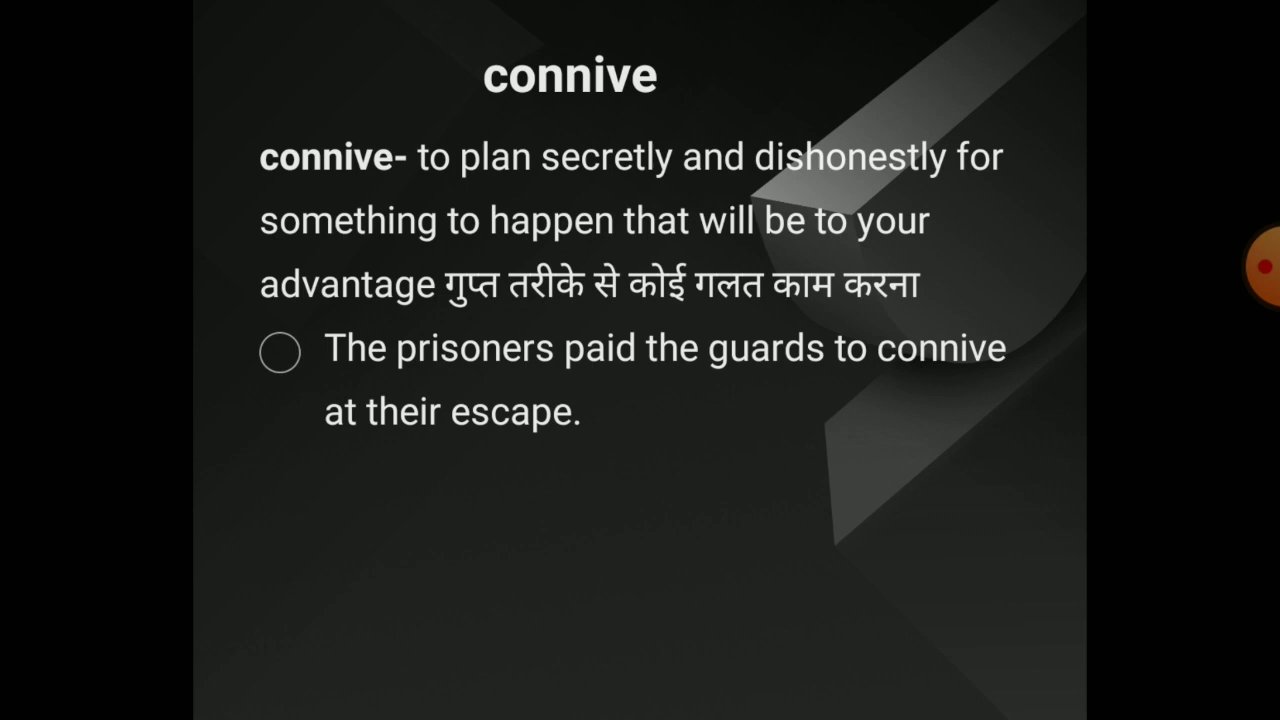 connive
connive- to plan secretly and dishonestly for
something to happen that will be to your
advantage गुप्त तरीके से कोई गलत काम करना
The prisoners paid the guards to connive
at their escape.